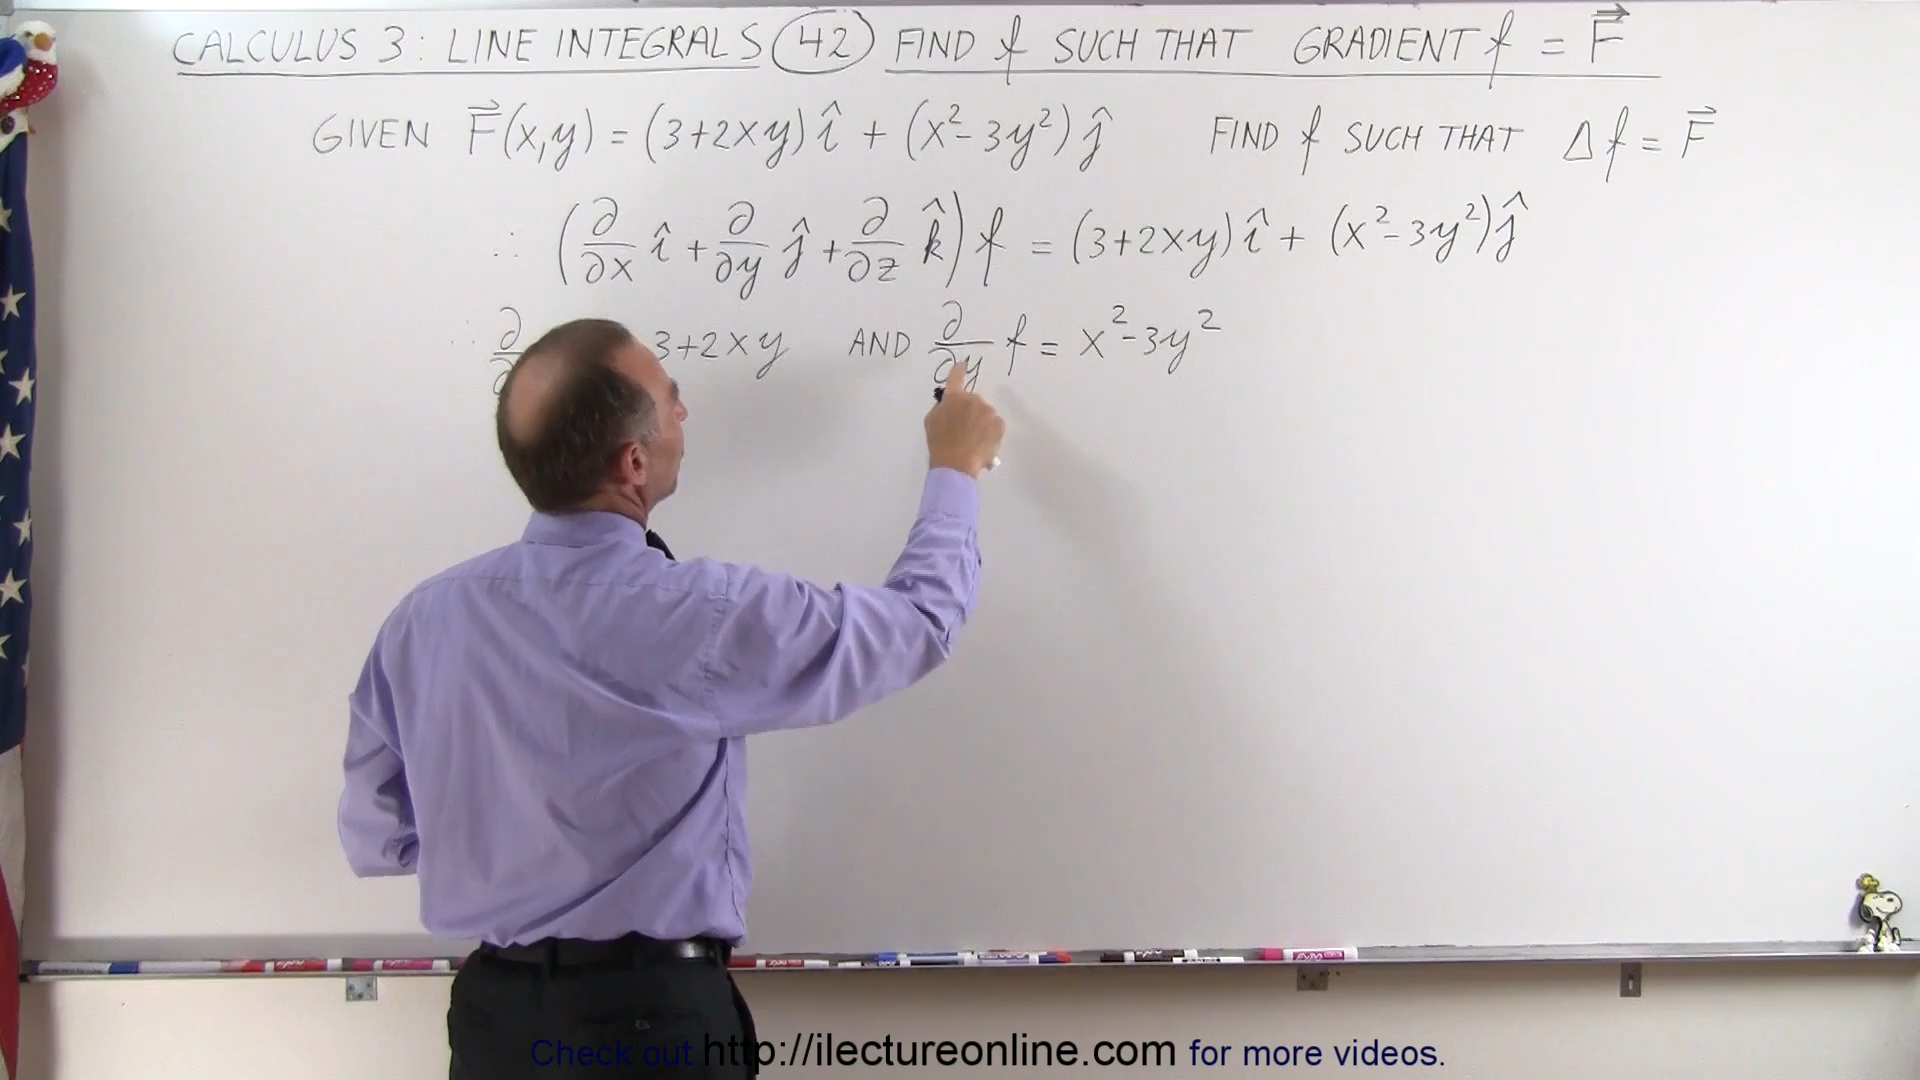 CALCULUS 3: LINE INTEGRALS (42) FIND f SUCH THAT GRADIENT f = F⃗
GIVEN F⃗(x,y) = (3+2xy) î + (x²-3y²) ĵ FIND f SUCH THAT Δf = F⃗
∴ (∂/∂x î + ∂/∂y ĵ + ∂/∂z k̂) f = (3+2xy) î + (x²-3y²) ĵ
∴ ∂ 3+2xy AND ∂/∂y f = x²-3y²
Check out http://ilectureonline.com for more videos.